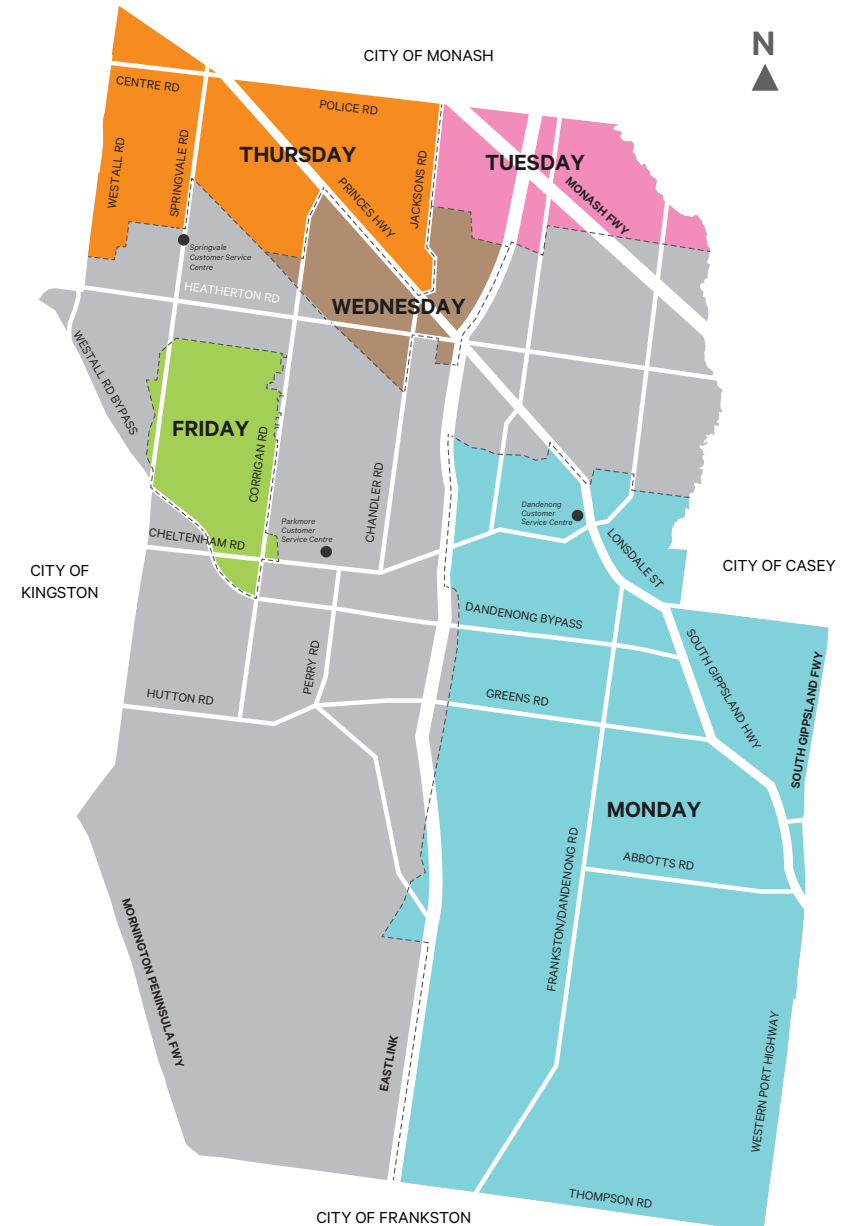 N
CITY OF MONASH
CENTRE RD
POLICE RD
THURSDAY
TUESDAY
WESTALL RD
SPRINGVALE RD
PRINCES HWY
JACKSONS RD
MONASH FWY
Springvale
Customer Service
Centre
HEATHERTON RD
WEDNESDAY
WESTALL RD BYPASS
FRIDAY
CORRIGAN RD
CHANDLER RD
Parkmore
Customer
Service Centre
Dandenong
Customer
Service Centre
CHELTENHAM RD
LONSDALE ST
CITY OF
KINGSTON
CITY OF CASEY
DANDENONG BYPASS
PERRY RD
SOUTH GIPPSLAND HWY
SOUTH GIPPSLAND FWY
HUTTON RD
GREENS RD
MONDAY
FRANKSTON/DANDENONG RD
ABBOTTS RD
MORNINGTON PENINSULA FWY
EASTLINK
WESTERN PORT HIGHWAY
THOMPSON RD
CITY OF FRANKSTON